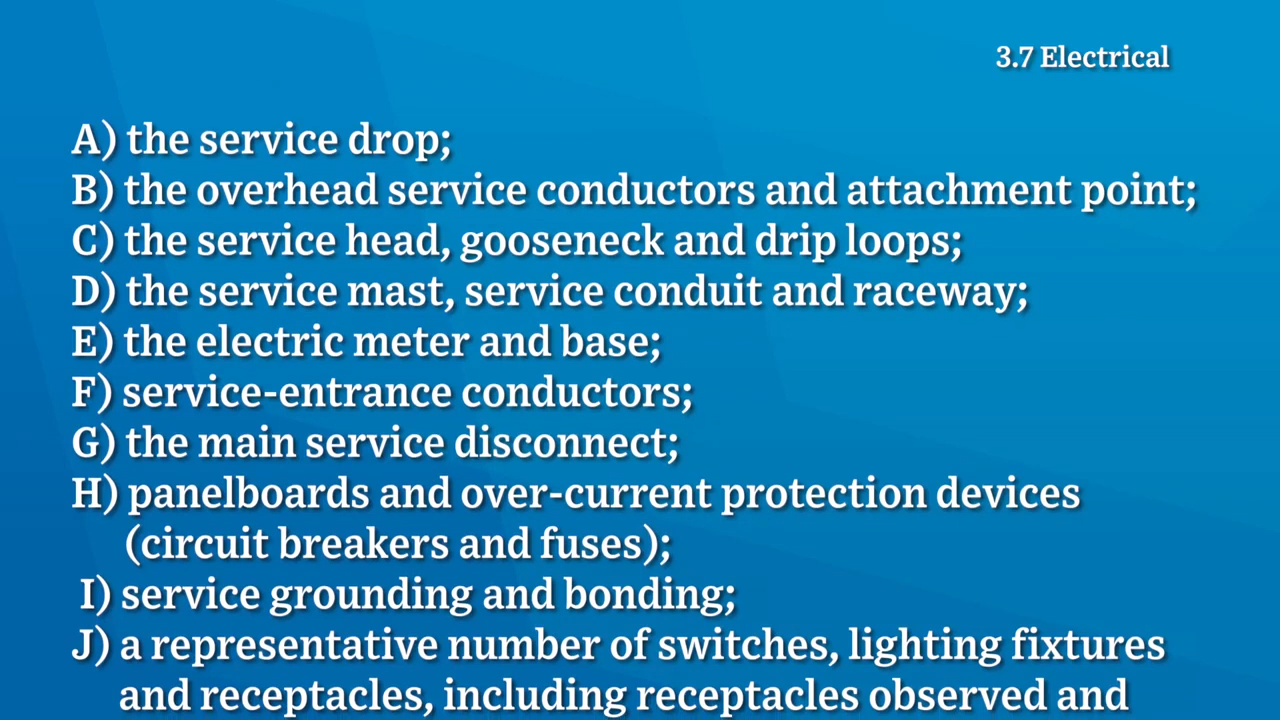 3.7 Electrical
A) the service drop;
B) the overhead service conductors and attachment point;
C) the service head, gooseneck and drip loops;
D) the service mast, service conduit and raceway;
E) the electric meter and base;
F) service-entrance conductors;
G) the main service disconnect;
H) panelboards and over-current protection devices
(circuit breakers and fuses);
I) service grounding and bonding;
J) a representative number of switches, lighting fixtures
and receptacles, including receptacles observed and